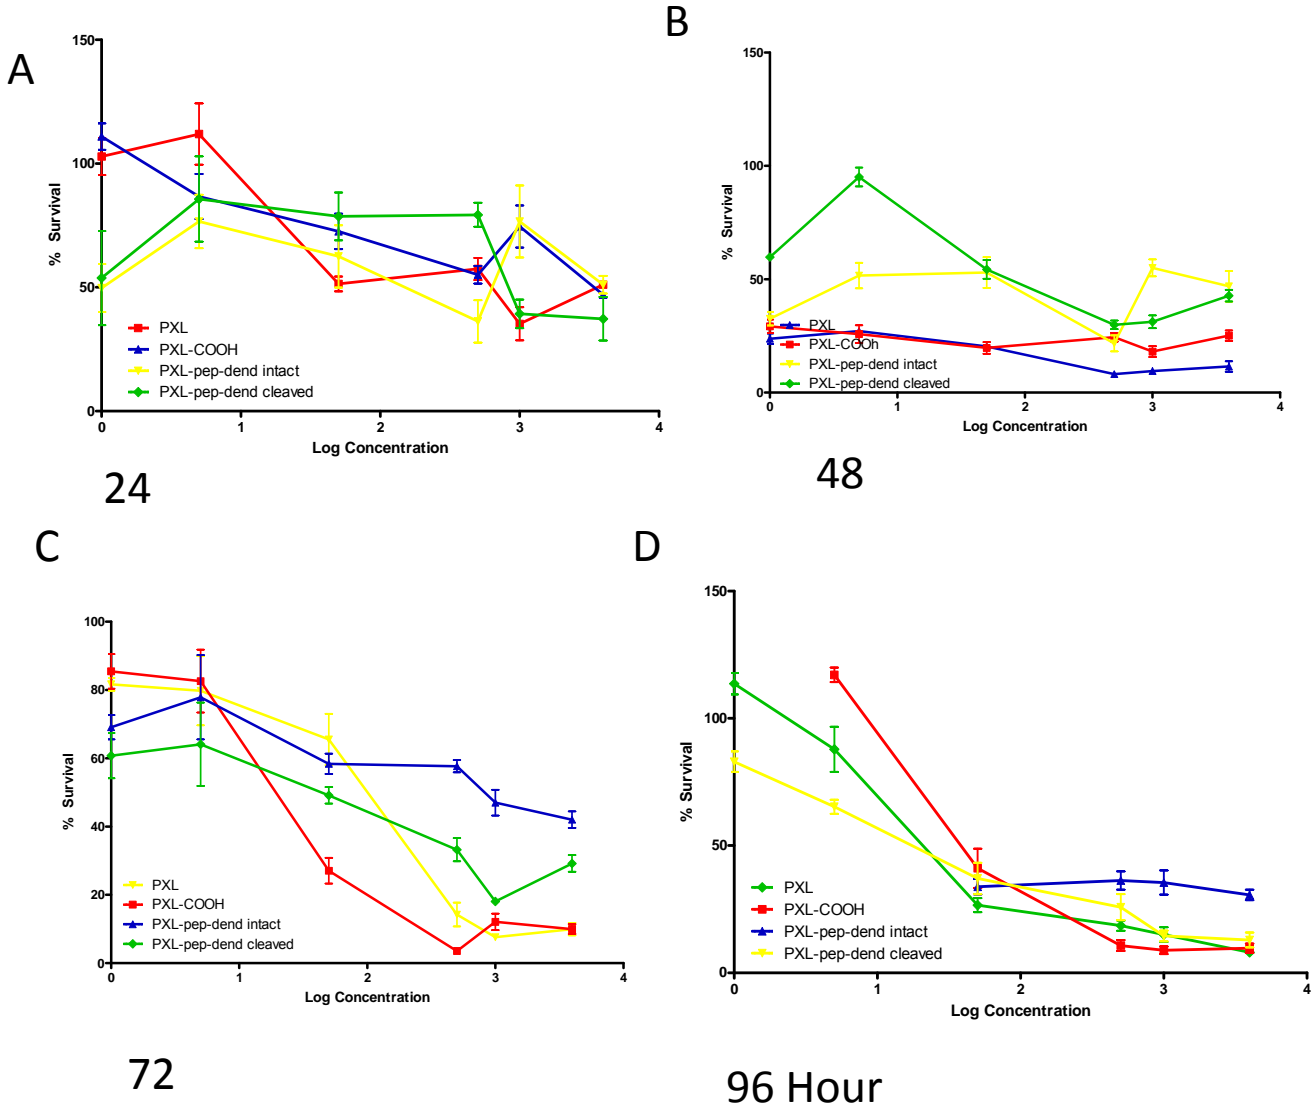 A
150
100
50
0
% Survival
PXL
PXL-COOH
PXL-pep-dend intact
PXL-pep-dend cleaved
0 1 2 3 4
Log Concentration
24
B
150
100
50
0
% Survival
PXL
PXL-COOh
PXL-pep-dend intact
PXL-pep-dend cleaved
0 1 2 3 4
Log Concentration
48
C
100
80
60
40
20
0
% Survival
PXL
PXL-COOH
PXL-pep-dend intact
PXL-pep-dend cleaved
0 1 2 3 4
Log Concentration
72
D
150
100
50
0
% Survival
PXL
PXL-COOH
PXL-pep-dend intact
PXL-pep-dend cleaved
0 1 2 3 4
Log Concentration
96 Hour